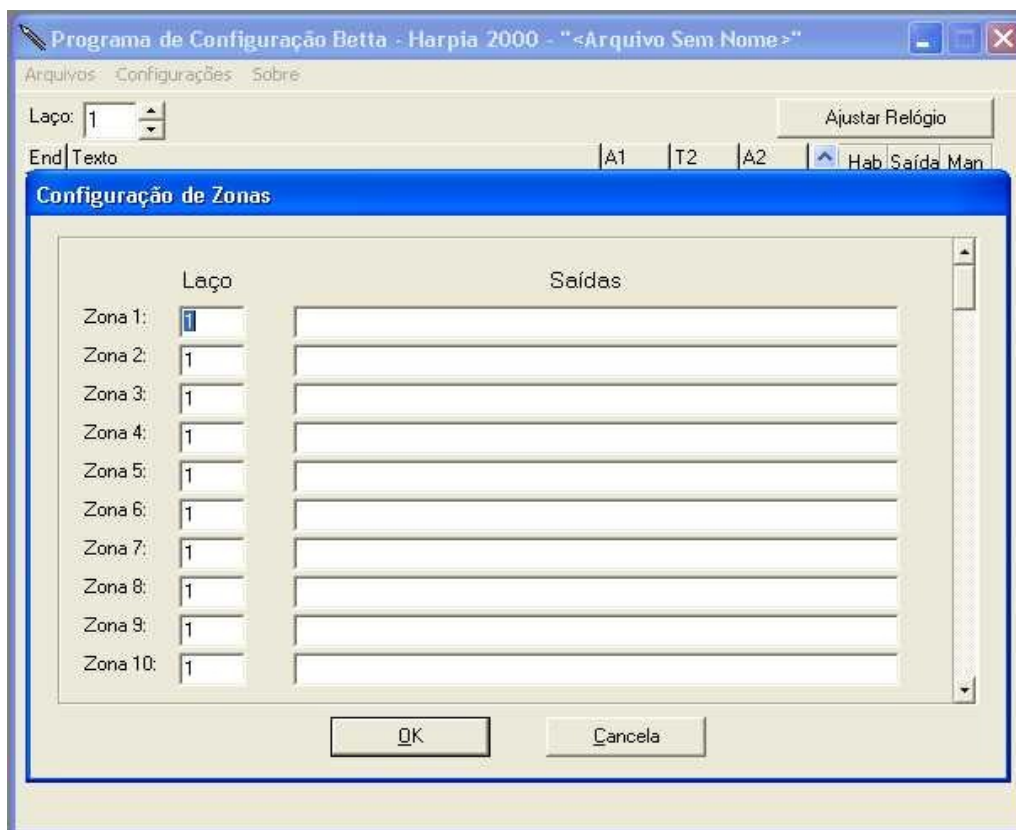 Programa de Configuração Betta - Harpia 2000 - "<Arquivo Sem Nome>"
Arquivos Configurações Sobre
Laço: 1 Ajustar Relógio
End Texto A1 T2 A2 Hab Saída Man
Configuração de Zonas
Laço Saídas
Zona 1: 1
Zona 2: 1
Zona 3: 1
Zona 4: 1
Zona 5: 1
Zona 6: 1
Zona 7: 1
Zona 8: 1
Zona 9: 1
Zona 10: 1
OK Cancela